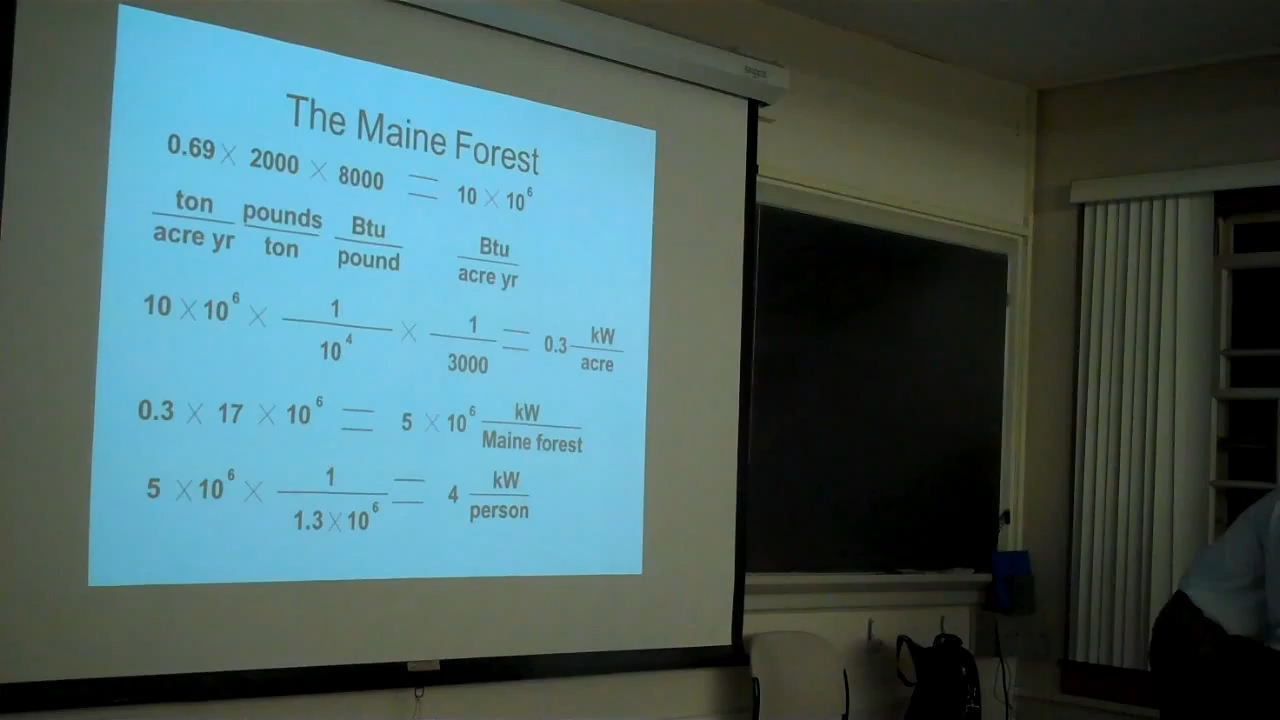 The Maine Forest
0.69 × 2000 × 8000 = 10 × 10⁶
ton pounds Btu Btu
acre yr ton pound acre yr
10 × 10⁶ × 1/10⁴ × 1/3000 = 0.3 kW/acre
0.3 × 17 × 10⁶ = 5 × 10⁶ kW/Maine forest
5 × 10⁶ × 1/1.3 × 10⁶ = 4 kW/person